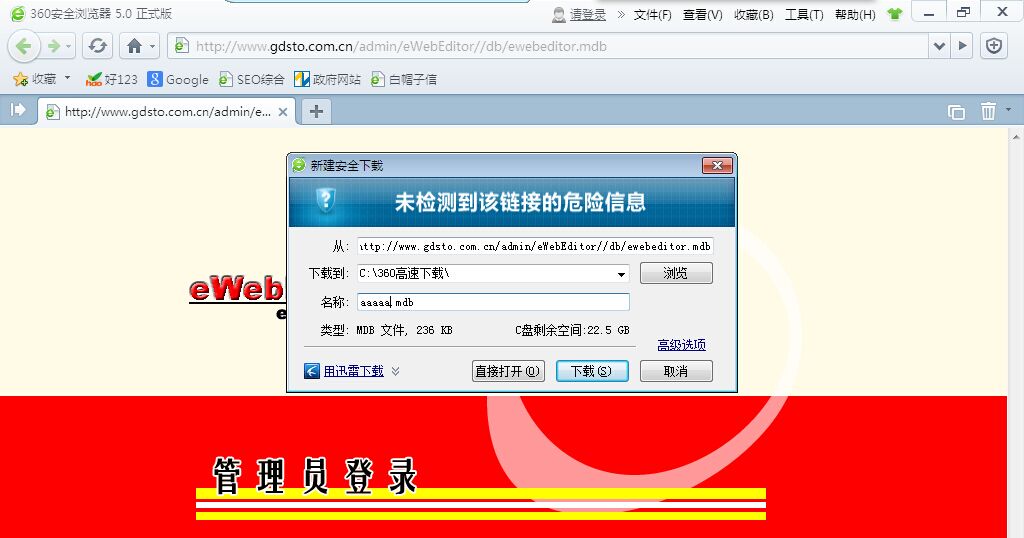 360安全浏览器 5.0 正式版
请登录 » 文件(F) 查看(V) 收藏(B) 工具(T) 帮助(H)
http://www.gdsto.com.cn/admin/eWebEditor//db/ewebeditor.mdb
收藏 好123 Google SEO综合 政府网站 白帽子信
http://www.gdsto.com.cn/admin/e...
新建安全下载
未检测到该链接的危险信息
从: ttp://www.gdsto.com.cn/admin/eWebEditor//db/ewebeditor.mdb
下载到: C:\360高速下载\ 浏览
eWeb
名称: aaaaa.mdb
e
类型: MDB 文件, 236 KB C盘剩余空间:22.5 GB
高级选项
用迅雷下载 直接打开(O) 下载(S) 取消
管理员登录